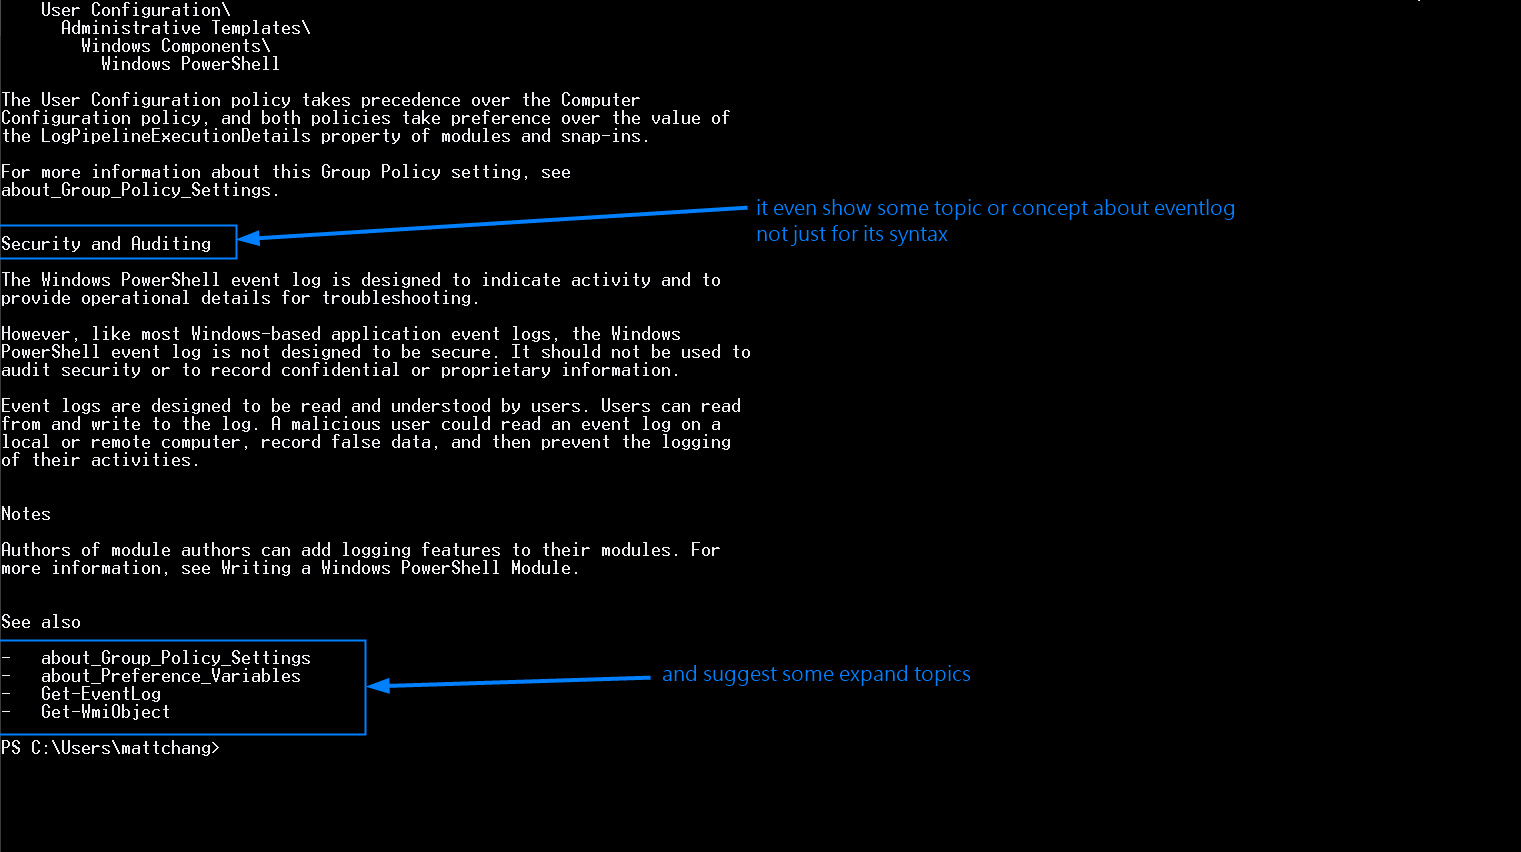 User Configuration\
Administrative Templates\
Windows Components\
Windows PowerShell
The User Configuration policy takes precedence over the Computer
Configuration policy, and both policies take preference over the value of
the LogPipelineExecutionDetails property of modules and snap-ins.
For more information about this Group Policy setting, see
about_Group_Policy_Settings.
it even show some topic or concept about eventlog
not just for its syntax
Security and Auditing
The Windows PowerShell event log is designed to indicate activity and to
provide operational details for troubleshooting.
However, like most Windows-based application event logs, the Windows
PowerShell event log is not designed to be secure. It should not be used to
audit security or to record confidential or proprietary information.
Event logs are designed to be read and understood by users. Users can read
from and write to the log. A malicious user could read an event log on a
local or remote computer, record false data, and then prevent the logging
of their activities.
Notes
Authors of module authors can add logging features to their modules. For
more information, see Writing a Windows PowerShell Module.
See also
- about_Group_Policy_Settings
- about_Preference_Variables
- Get-EventLog
- Get-WmiObject
and suggest some expand topics
PS C:\Users\mattchang>